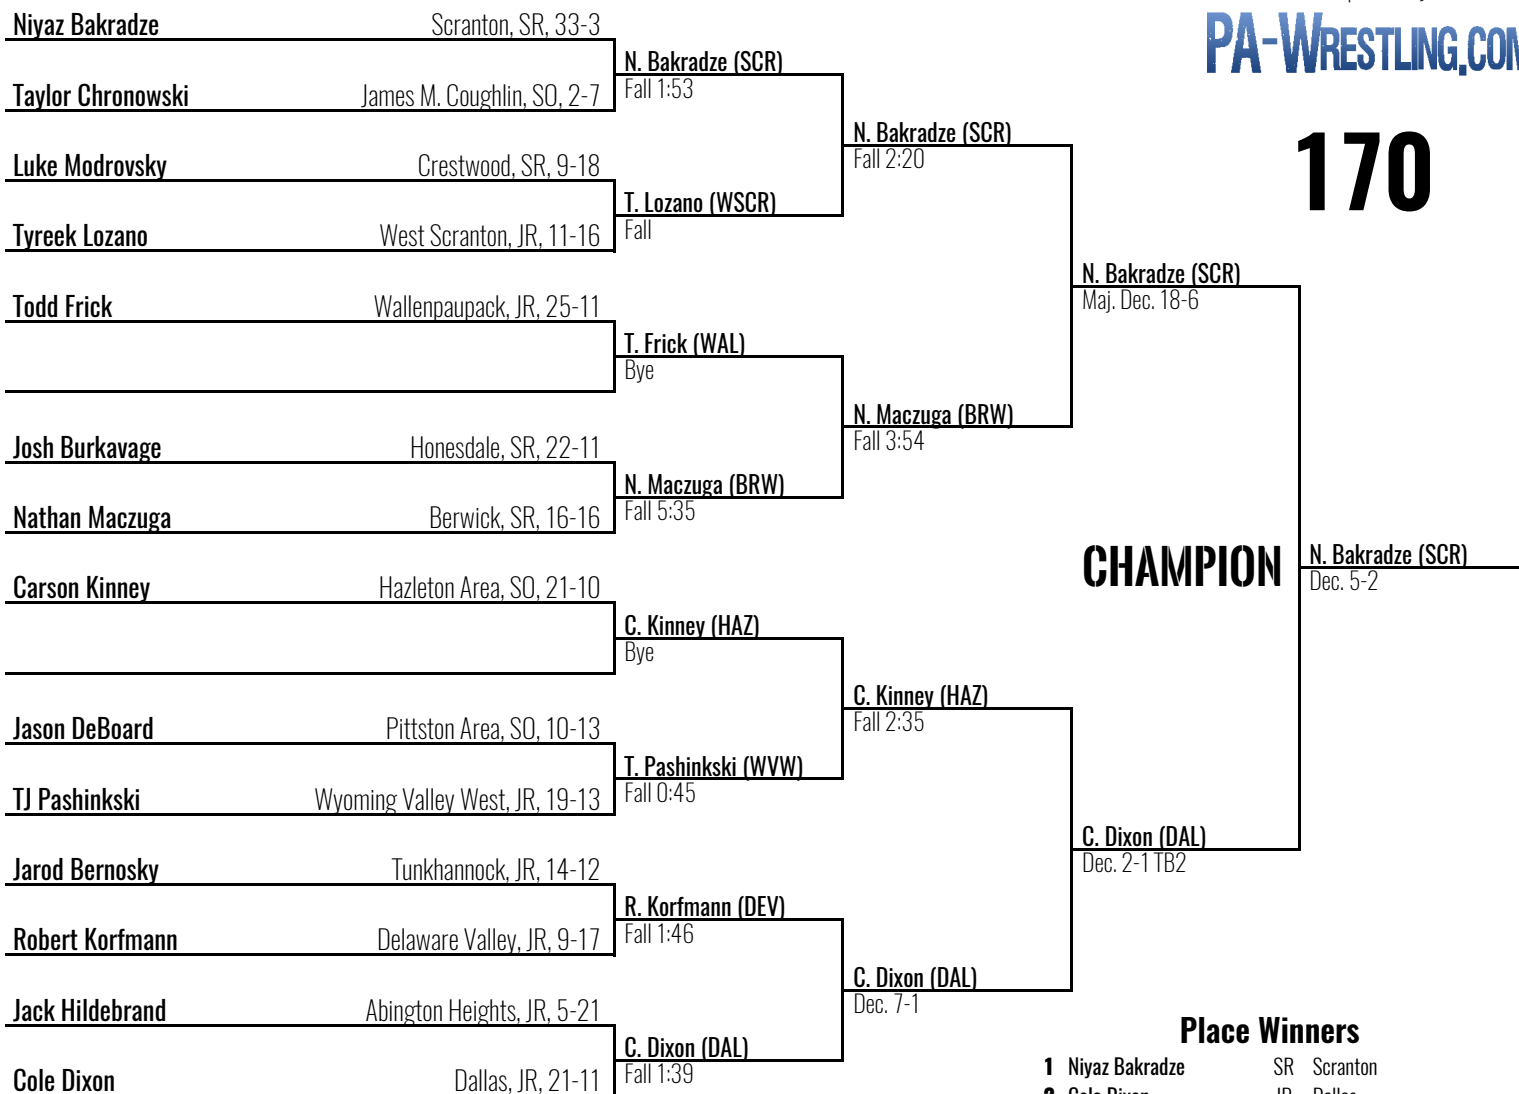 PA-WRESTLING.COM
170
Niyaz Bakradze Scranton, SR, 33-3
Taylor Chronowski James M. Coughlin, SO, 2-7
Luke Modrovsky Crestwood, SR, 9-18
Tyreek Lozano West Scranton, JR, 11-16
Todd Frick Wallenpaupack, JR, 25-11
Josh Burkavage Honesdale, SR, 22-11
Nathan Maczuga Berwick, SR, 16-16
Carson Kinney Hazleton Area, SO, 21-10
Jason DeBoard Pittston Area, SO, 10-13
TJ Pashinkski Wyoming Valley West, JR, 19-13
Jarod Bernosky Tunkhannock, JR, 14-12
Robert Korfmann Delaware Valley, JR, 9-17
Jack Hildebrand Abington Heights, JR, 5-21
Cole Dixon Dallas, JR, 21-11
N. Bakradze (SCR)
Fall 1:53
T. Lozano (WSCR)
Fall
T. Frick (WAL)
Bye
N. Maczuga (BRW)
Fall 5:35
C. Kinney (HAZ)
Bye
T. Pashinkski (WVW)
Fall 0:45
R. Korfmann (DEV)
Fall 1:46
C. Dixon (DAL)
Fall 1:39
N. Bakradze (SCR)
Fall 2:20
N. Maczuga (BRW)
Fall 3:54
C. Kinney (HAZ)
Fall 2:35
C. Dixon (DAL)
Dec. 7-1
N. Bakradze (SCR)
Maj. Dec. 18-6
C. Dixon (DAL)
Dec. 2-1 TB2
CHAMPION
N. Bakradze (SCR)
Dec. 5-2
Place Winners
1 Niyaz Bakradze SR Scranton
2 Cole Dixon JR Dallas